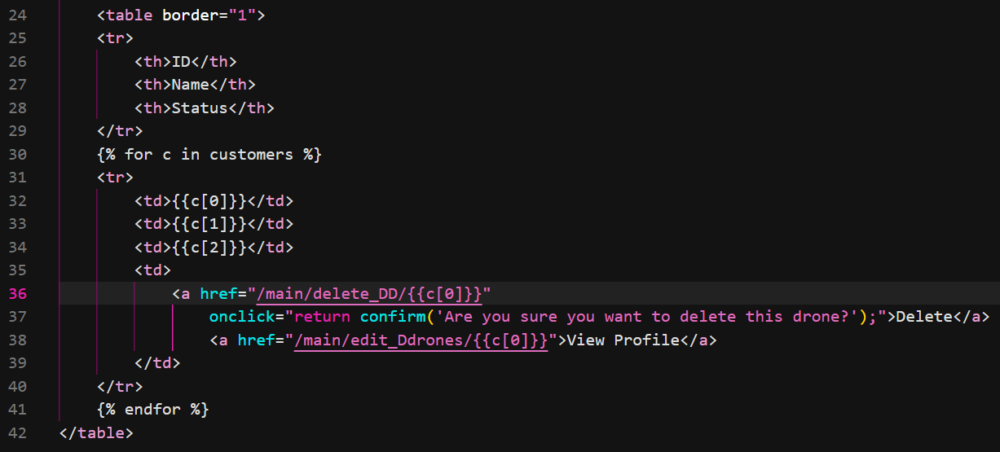 24 <table border="1">
25 <tr>
26 <th>ID</th>
27 <th>Name</th>
28 <th>Status</th>
29 </tr>
30 {% for c in customers %}
31 <tr>
32 <td>{{c[0]}}</td>
33 <td>{{c[1]}}</td>
34 <td>{{c[2]}}</td>
35 <td>
36 <a href="/main/delete_DD/{{c[0]}}"
37 onclick="return confirm('Are you sure you want to delete this drone?');">Delete</a>
38 <a href="/main/edit_Ddrones/{{c[0]}}">View Profile</a>
39 </td>
40 </tr>
41 {% endfor %}
42 </table>